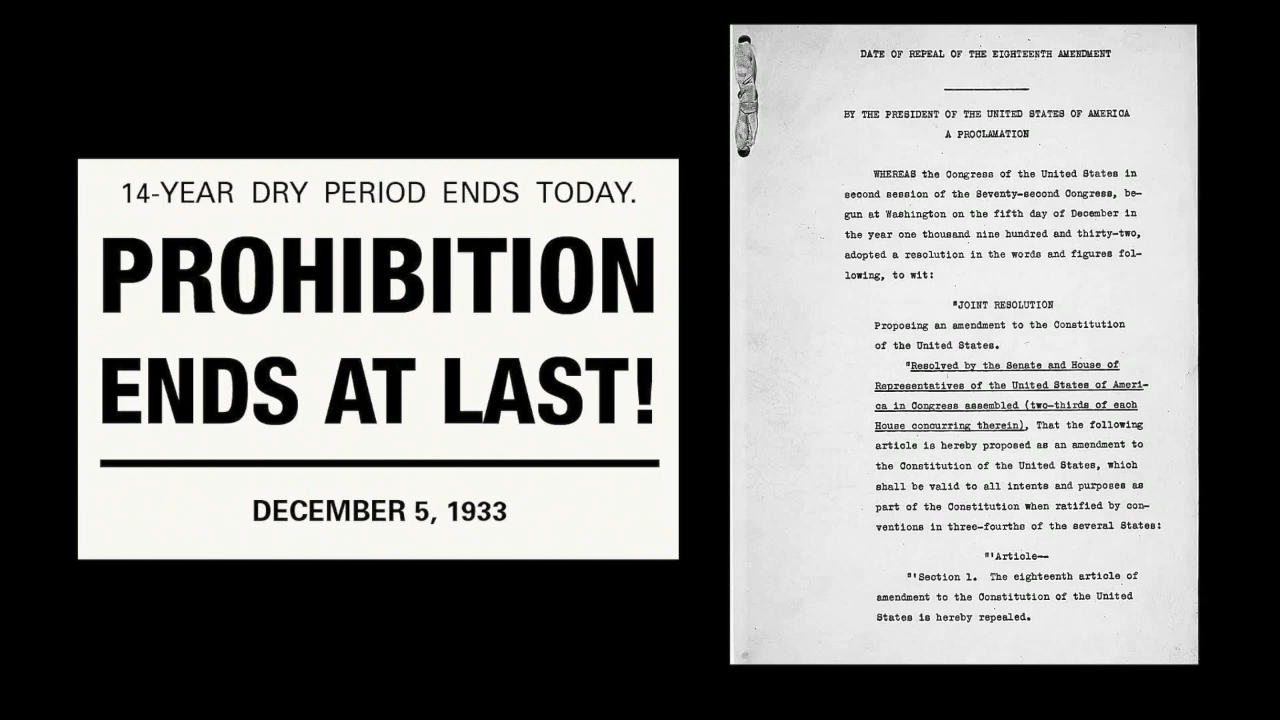 14-YEAR DRY PERIOD ENDS TODAY.
PROHIBITION
ENDS AT LAST!
DECEMBER 5, 1933
DATE OF REPEAL OF THE EIGHTEENTH AMENDMENT
BY THE PRESIDENT OF THE UNITED STATES OF AMERICA
A PROCLAMATION
WHEREAS the Congress of the United States in
second session of the Seventy-second Congress, be-
gun at Washington on the fifth day of December in
the year one thousand nine hundred and thirty-two,
adopted a resolution in the words and figures fol-
lowing, to wit:
"JOINT RESOLUTION
Proposing an amendment to the Constitution
of the United States.
"Resolved by the Senate and House of
Representatives of the United States of Ameri-
ca in Congress assembled (two-thirds of each
House concurring therein), That the following
article is hereby proposed as an amendment to
the Constitution of the United States, which
shall be valid to all intents and purposes as
part of the Constitution when ratified by con-
ventions in three-fourths of the several States:
"'Article—
"'Section 1. The eighteenth article of
amendment to the Constitution of the United
States is hereby repealed.